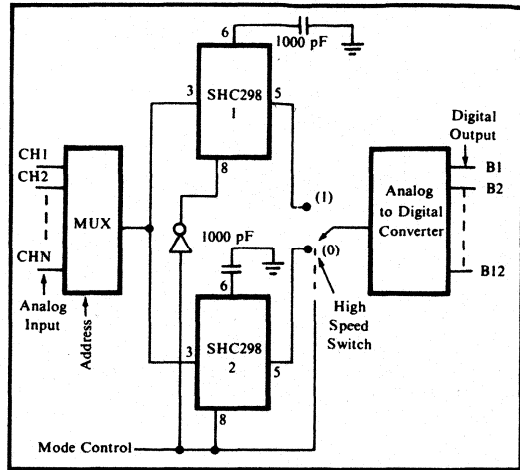 6
1000 pF
3
SHC298
1
5
8
CH1
CH2
CHN
MUX
Analog
Input
Address
(1)
(0)
1000 pF
6
3
SHC298
2
5
8
High
Speed
Switch
Analog
to Digital
Converter
Digital
Output
B1
B2
B12
Mode Control